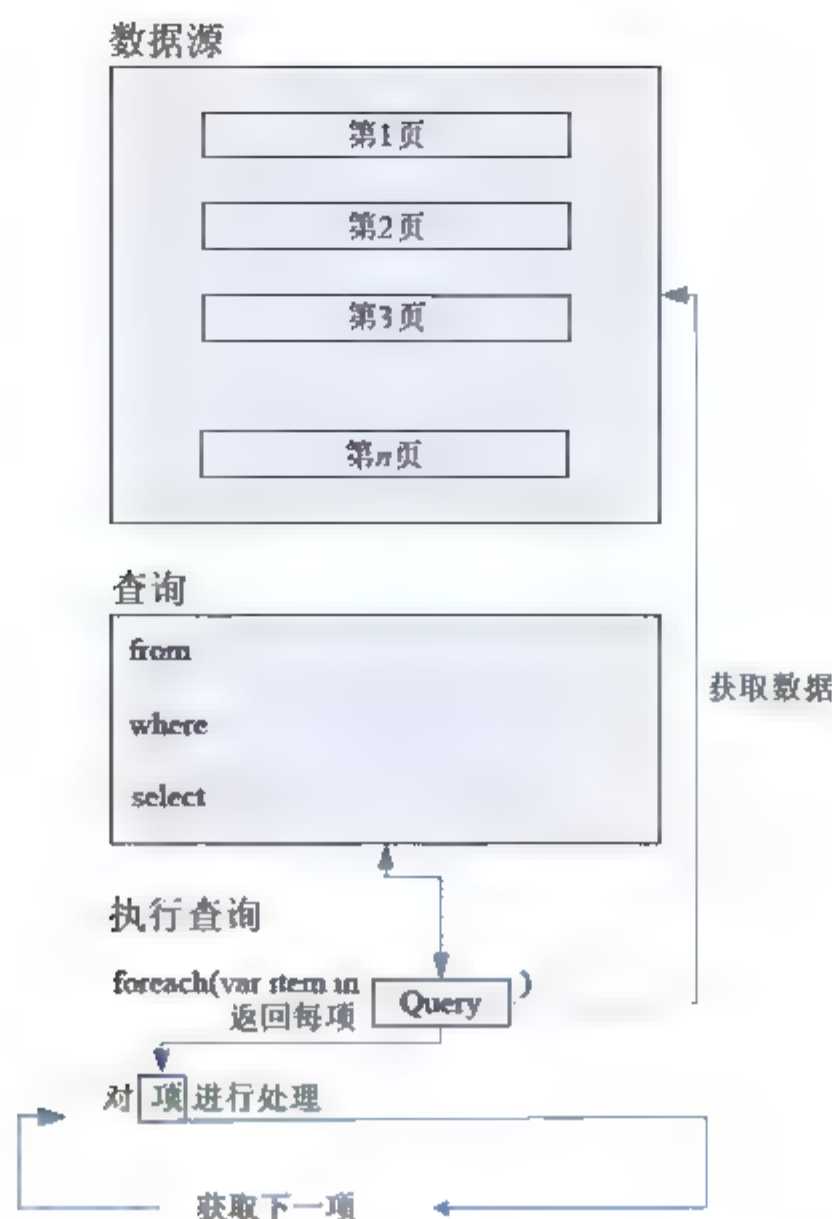 数据源
第1页
第2页
第3页
第n页
查询
from
where
select
获取数据
执行查询
foreach(var item in Query )
返回每项
对 项 进行处理
获取下一项